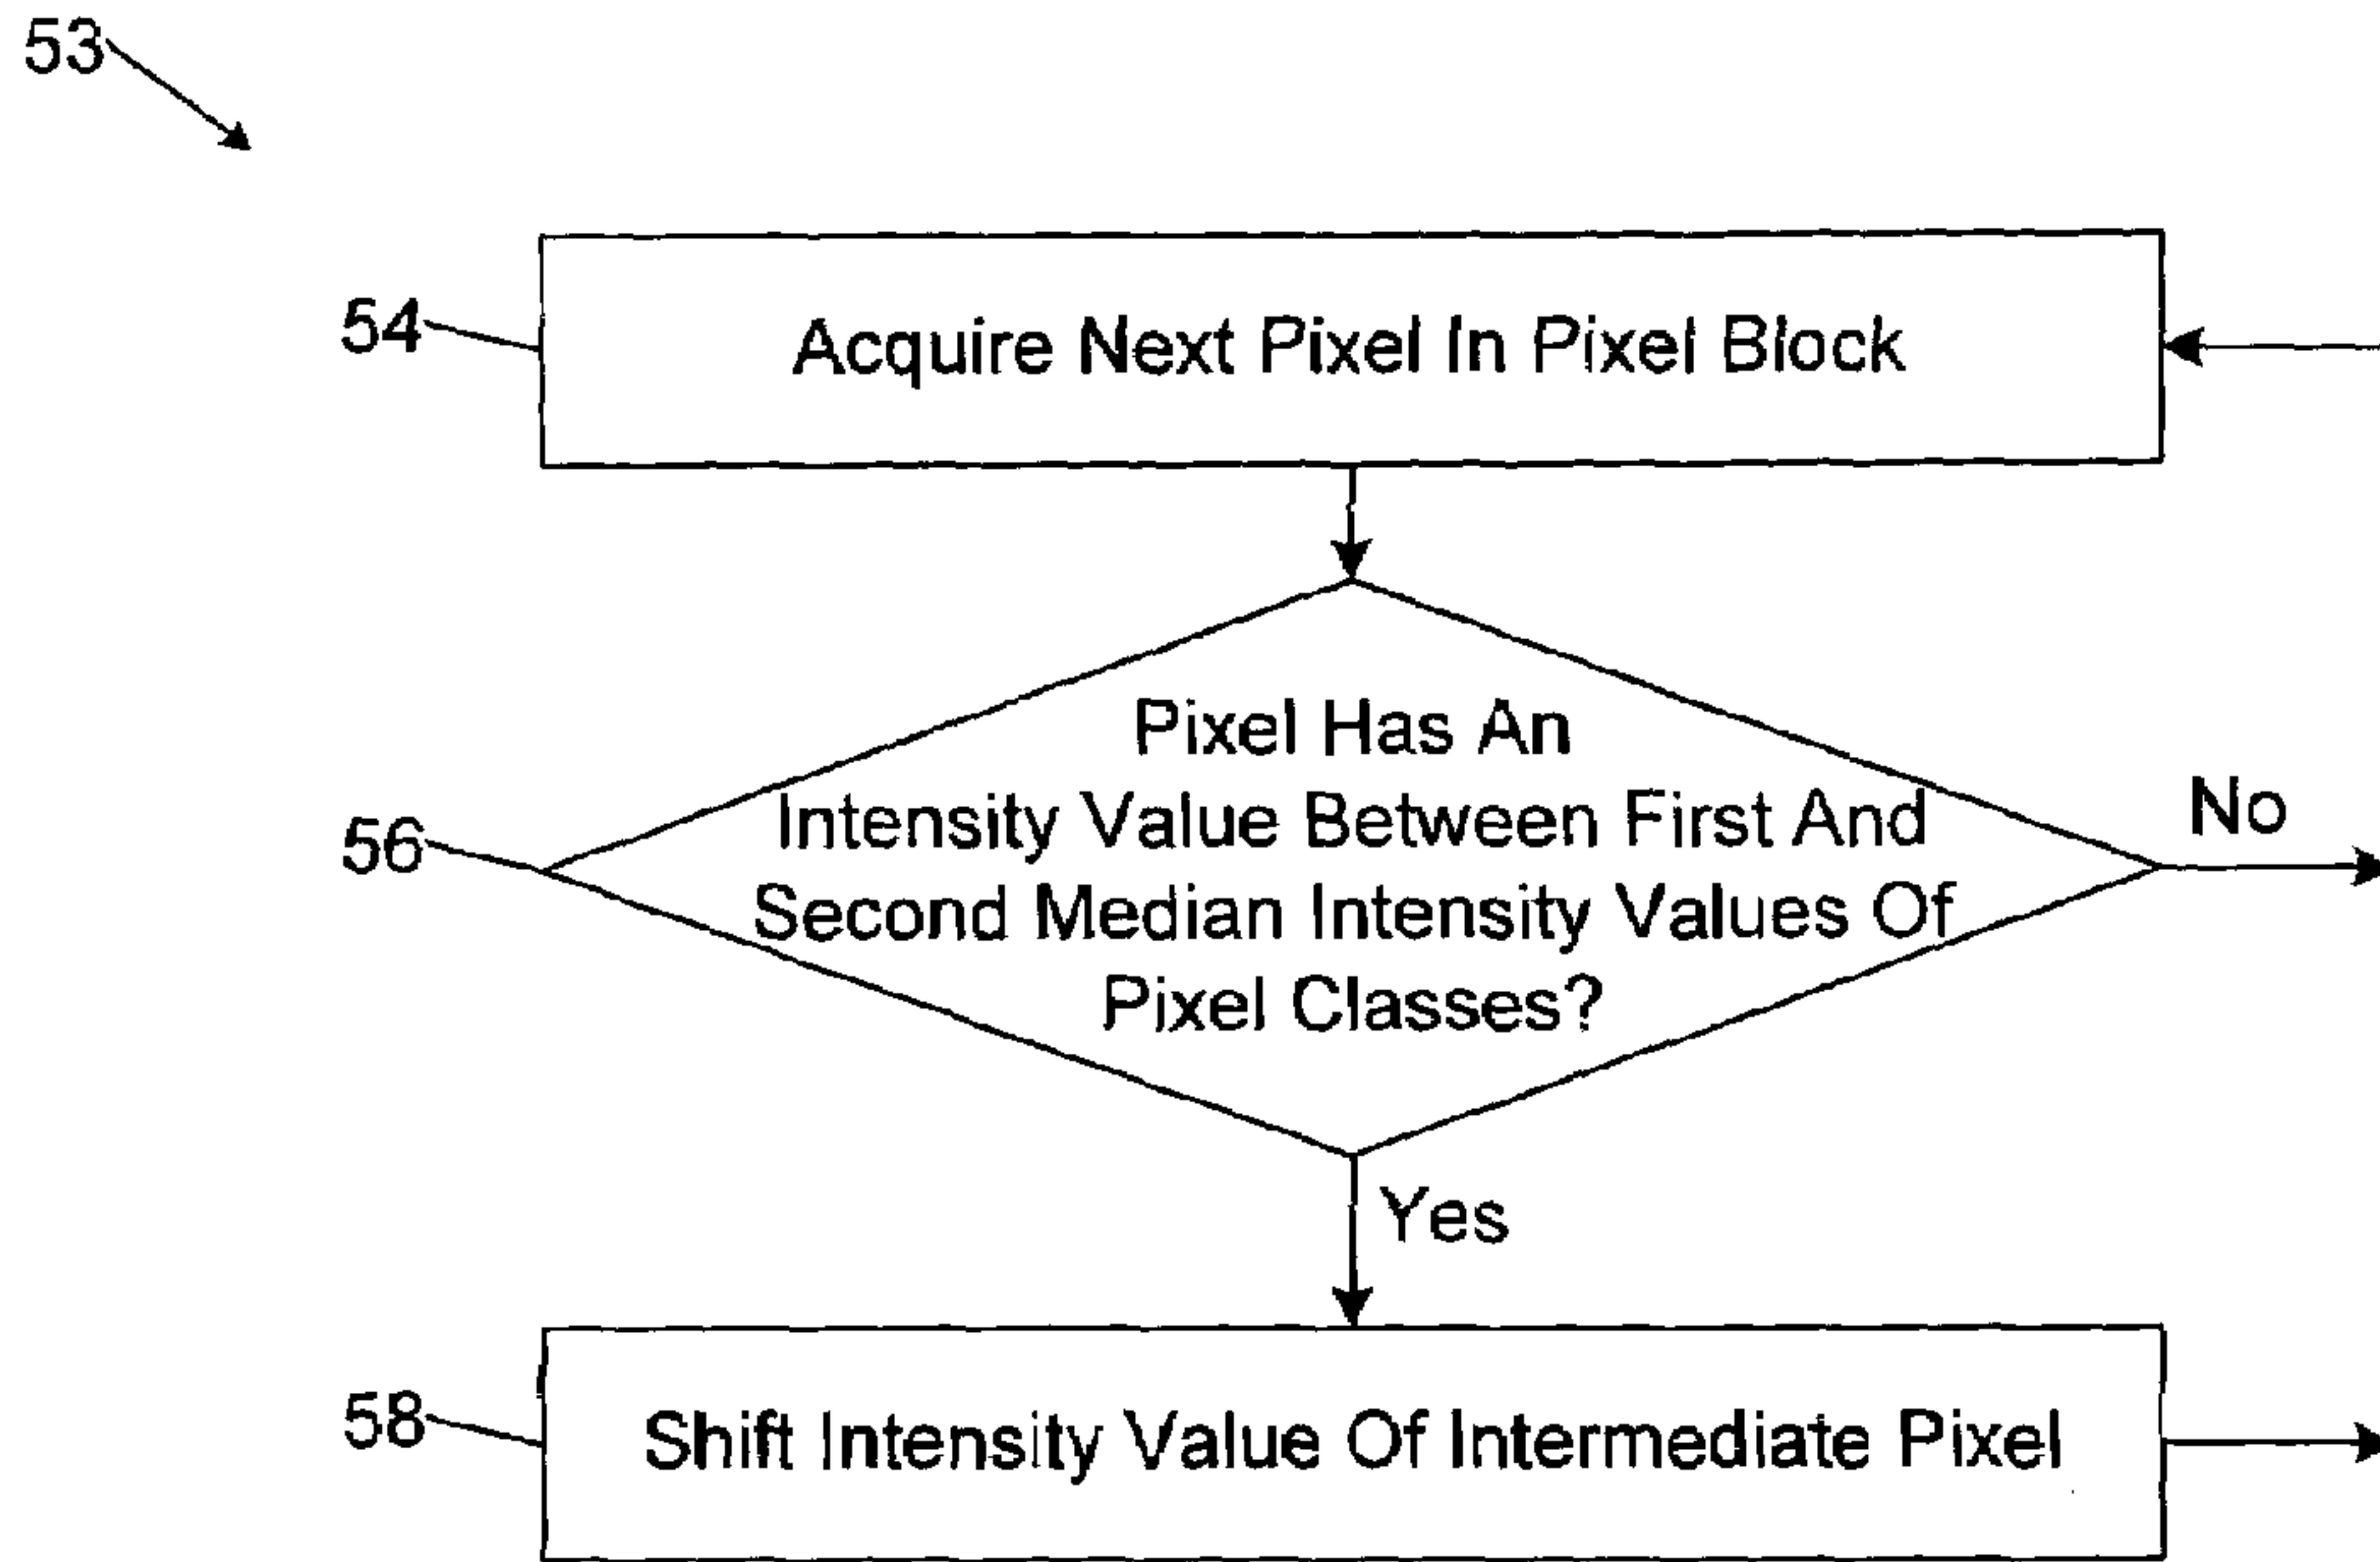 53
54
Acquire Next Pixel In Pixel Block
Pixel Has An
Intensity Value Between First And
Second Median Intensity Values Of
Pixel Classes?
56
No
Yes
58
Shift Intensity Value Of Intermediate Pixel